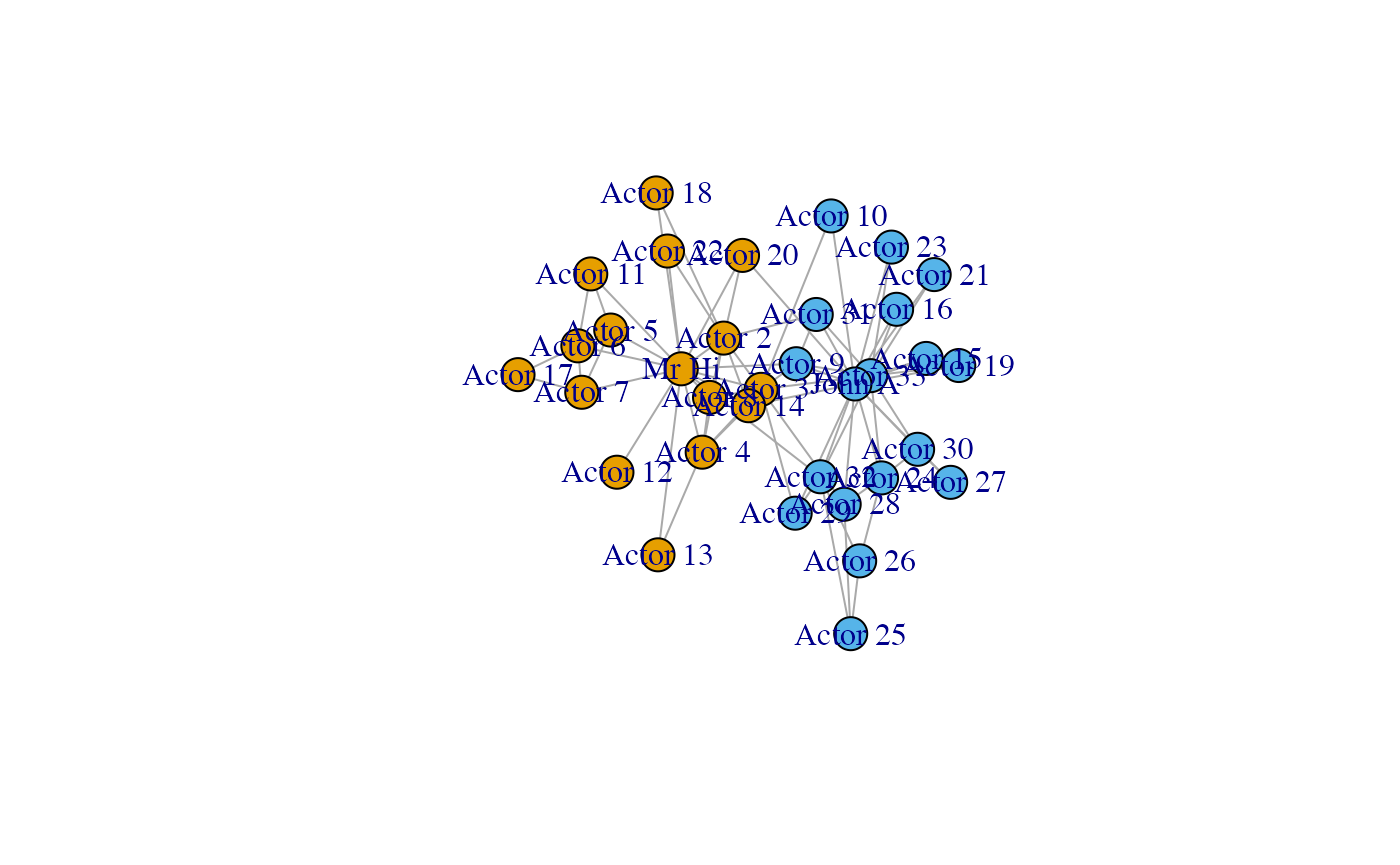 Actor 18
Actor 10
Actor 22
Actor 20
Actor 23
Actor 11
Actor 21
Actor 31
Actor 16
Actor 5
Actor 6
Actor 2
Actor 17
Mr Hi
Actor 9
Actor 15
Actor 19
Actor 7
Actor 33
John A
Actor 3
Actor 8
Actor 14
Actor 4
Actor 30
Actor 12
Actor 32
Actor 24
Actor 27
Actor 28
Actor 29
Actor 13
Actor 26
Actor 25